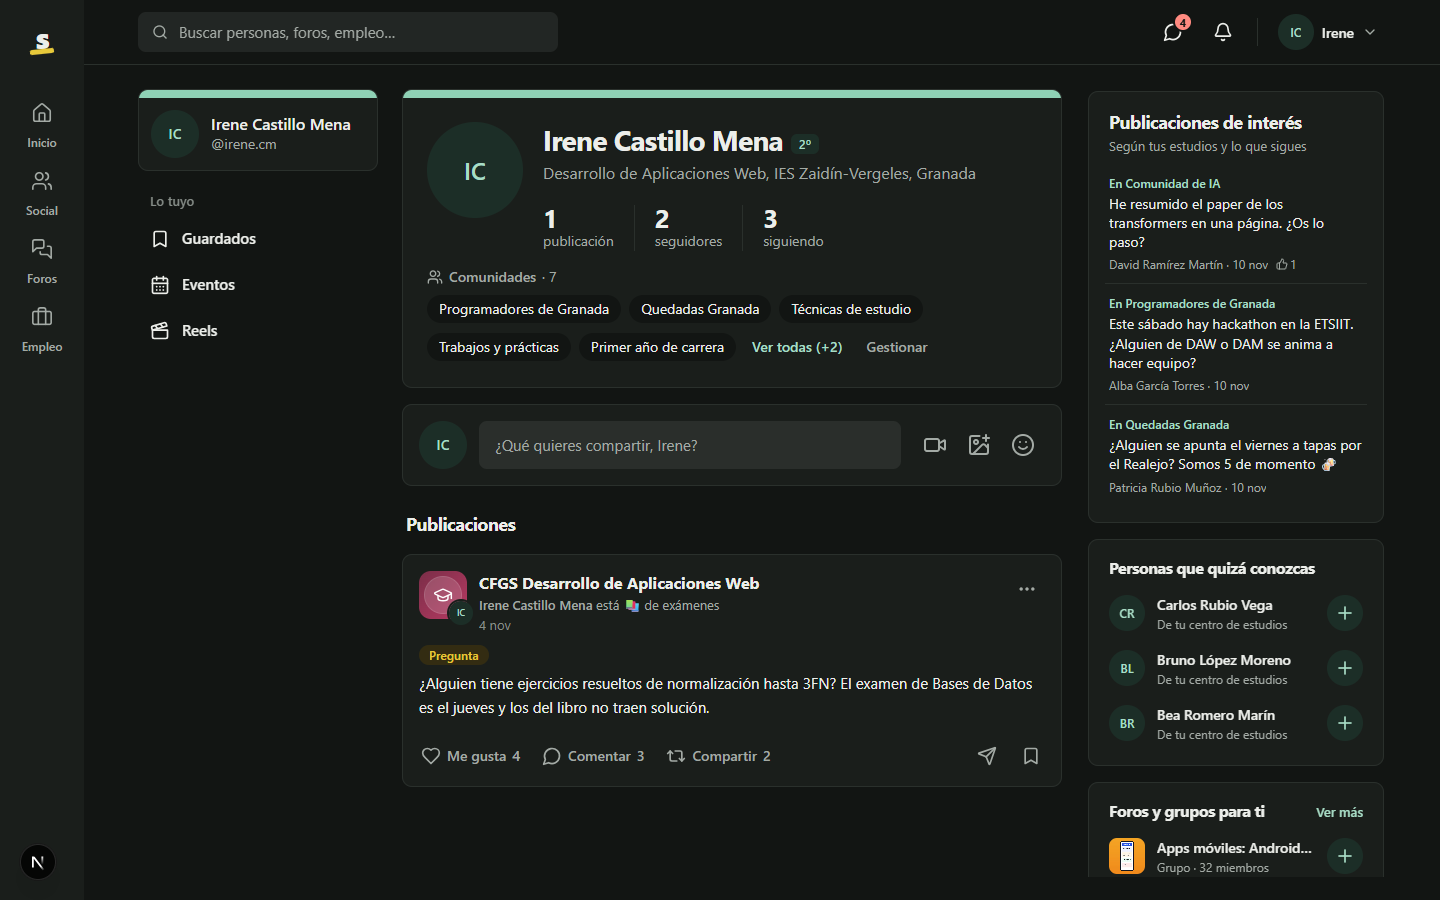 S
Buscar personas, foros, empleo...
4
IC
Irene
Inicio
Social
Foros
Empleo
N
IC
Irene Castillo Mena
@irene.cm
Lo tuyo
Guardados
Eventos
Reels
IC
Irene Castillo Mena 2º
Desarrollo de Aplicaciones Web, IES Zaidín-Vergeles, Granada
1 2 3
publicación seguidores siguiendo
Comunidades · 7
Programadores de Granada Quedadas Granada Técnicas de estudio
Trabajos y prácticas Primer año de carrera Ver todas (+2) Gestionar
IC
¿Qué quieres compartir, Irene?
Publicaciones
CFGS Desarrollo de Aplicaciones Web
IC
Irene Castillo Mena está 📚 de exámenes
4 nov
Pregunta
¿Alguien tiene ejercicios resueltos de normalización hasta 3FN? El examen de Bases de Datos
es el jueves y los del libro no traen solución.
Me gusta 4 Comentar 3 Compartir 2
Publicaciones de interés
Según tus estudios y lo que sigues
En Comunidad de IA
He resumido el paper de los
transformers en una página. ¿Os lo
paso?
David Ramírez Martín · 10 nov 1
En Programadores de Granada
Este sábado hay hackathon en la ETSIIT.
¿Alguien de DAW o DAM se anima a
hacer equipo?
Alba García Torres · 10 nov
En Quedadas Granada
¿Alguien se apunta el viernes a tapas por
el Realejo? Somos 5 de momento
Patricia Rubio Muñoz · 10 nov
Personas que quizá conozcas
CR
Carlos Rubio Vega
De tu centro de estudios
BL
Bruno López Moreno
De tu centro de estudios
BR
Bea Romero Marín
De tu centro de estudios
Foros y grupos para ti Ver más
Apps móviles: Android...
Grupo · 32 miembros